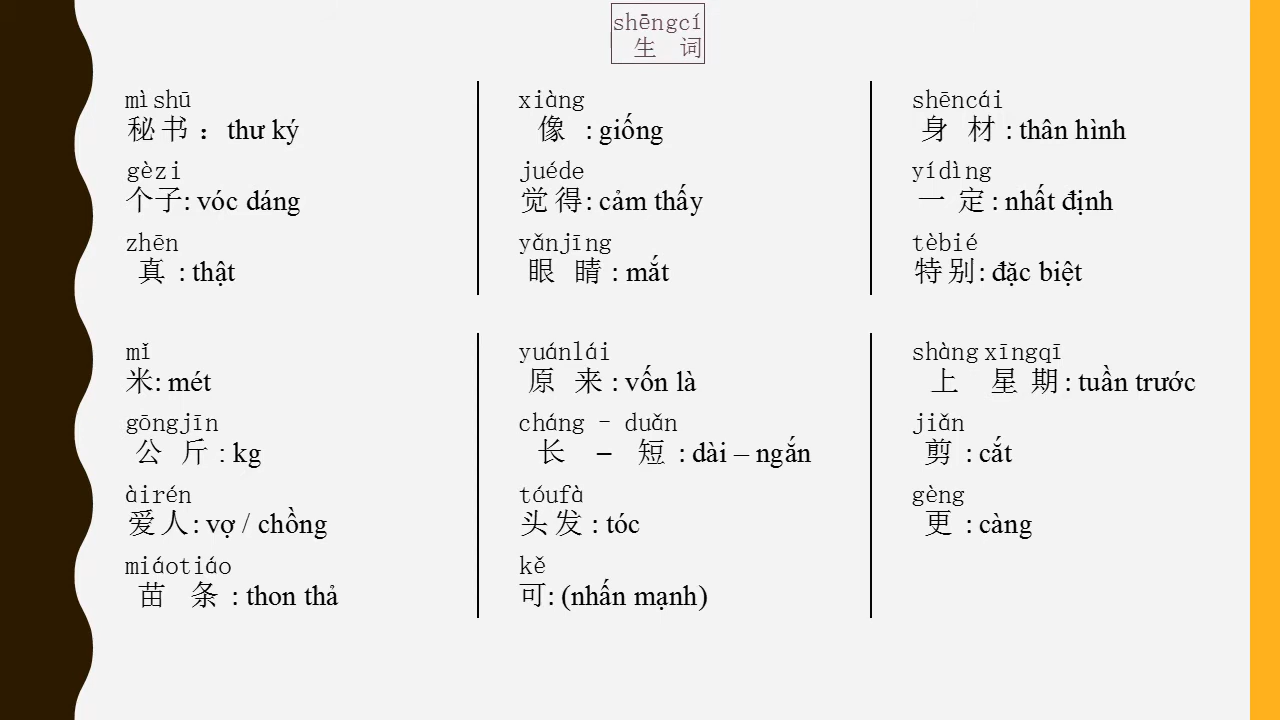 shēngcí
生 词
mìshū
秘书： thư ký
gèzi
个子: vóc dáng
zhēn
真 : thật
xiàng
像 : giống
juéde
觉得: cảm thấy
yǎnjīng
眼 睛 : mắt
shēncái
身 材 : thân hình
yídìng
一 定 : nhất định
tèbié
特别: đặc biệt
mǐ
米: mét
gōngjīn
公 斤 : kg
àirén
爱人: vợ / chồng
miáotiáo
苗 条 : thon thả
yuánlái
原 来 : vốn là
cháng – duǎn
长 – 短 : dài – ngắn
tóufà
头发 : tóc
kě
可: (nhấn mạnh)
shàng xīngqī
上 星 期 : tuần trước
jiǎn
剪 : cắt
gèng
更 : càng